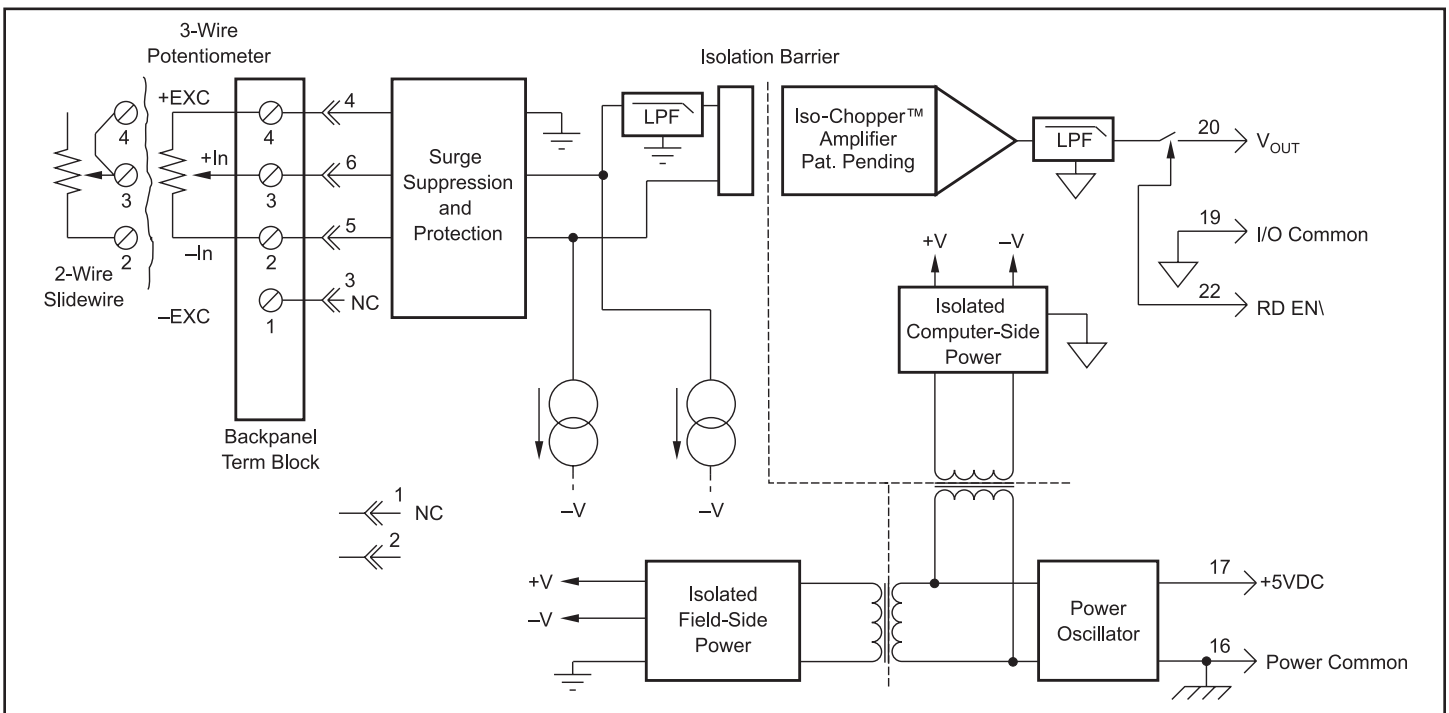 3-Wire
Potentiometer
+EXC
4
3
2
2-Wire
Slidewire
+In
–In
–EXC
4
3
2
1
Backpanel
Term Block
4
6
5
3
NC
1
NC
2
Surge
Suppression
and
Protection
LPF
–V
–V
Isolation Barrier
Iso-Chopper™
Amplifier
Pat. Pending
LPF
20
VOUT
19
I/O Common
22
RD EN\
+V
–V
Isolated
Computer-Side
Power
+V
–V
Isolated
Field-Side
Power
Power
Oscillator
17
+5VDC
16
Power Common